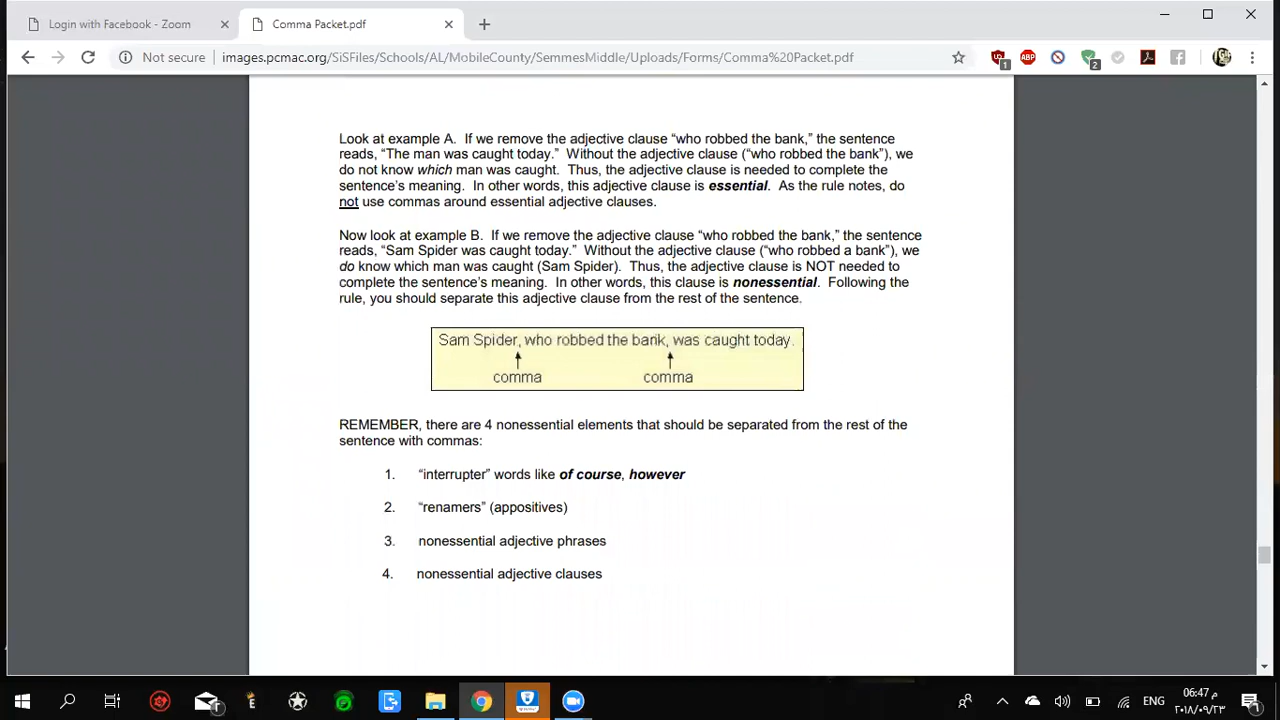 Login with Facebook - Zoom
Comma Packet.pdf
Not secure
images.pcmac.org/SiSFiles/Schools/AL/MobileCounty/SemmesMiddle/Uploads/Forms/Comma%20Packet.pdf
1
ABP
2
Look at example A. If we remove the adjective clause “who robbed the bank,” the sentence
reads, “The man was caught today.” Without the adjective clause (“who robbed the bank”), we
do not know which man was caught. Thus, the adjective clause is needed to complete the
sentence’s meaning. In other words, this adjective clause is essential. As the rule notes, do
not use commas around essential adjective clauses.
Now look at example B. If we remove the adjective clause “who robbed the bank,” the sentence
reads, “Sam Spider was caught today.” Without the adjective clause (“who robbed a bank”), we
do know which man was caught (Sam Spider). Thus, the adjective clause is NOT needed to
complete the sentence’s meaning. In other words, this clause is nonessential. Following the
rule, you should separate this adjective clause from the rest of the sentence.
Sam Spider, who robbed the bank, was caught today.
comma comma
REMEMBER, there are 4 nonessential elements that should be separated from the rest of the
sentence with commas:
1. “interrupter” words like of course, however
2. “renamers” (appositives)
3. nonessential adjective phrases
4. nonessential adjective clauses
ENG
06:47 م
٢٠١٨/٠٩/٢٣